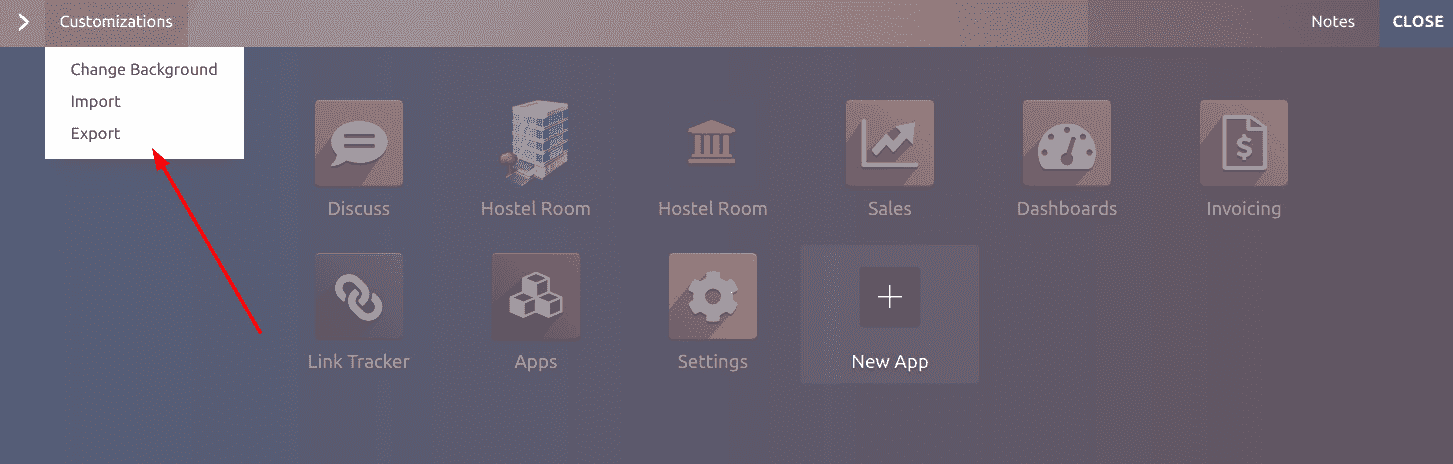 Customizations
Notes
CLOSE
Change Background
Import
Export
Discuss
Hostel Room
Hostel Room
Sales
Dashboards
Invoicing
Link Tracker
Apps
Settings
New App